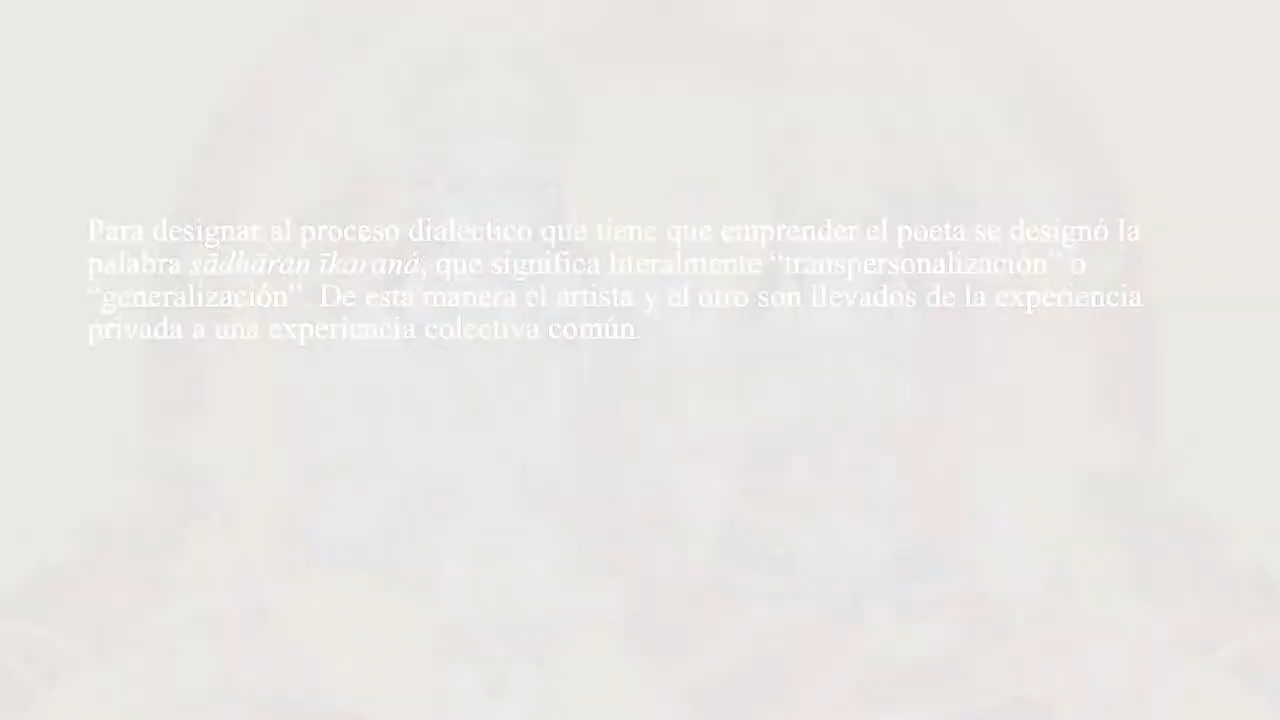 Para designar al proceso dialectico que tiene que emprender el poeta se designó la
palabra sādhāran īkaraṇa, que significa literalmente “transpersonalización” o
“generalización”. De esta manera el artista y el otro son llevados de la experiencia
privada a una experiencia colectiva común.